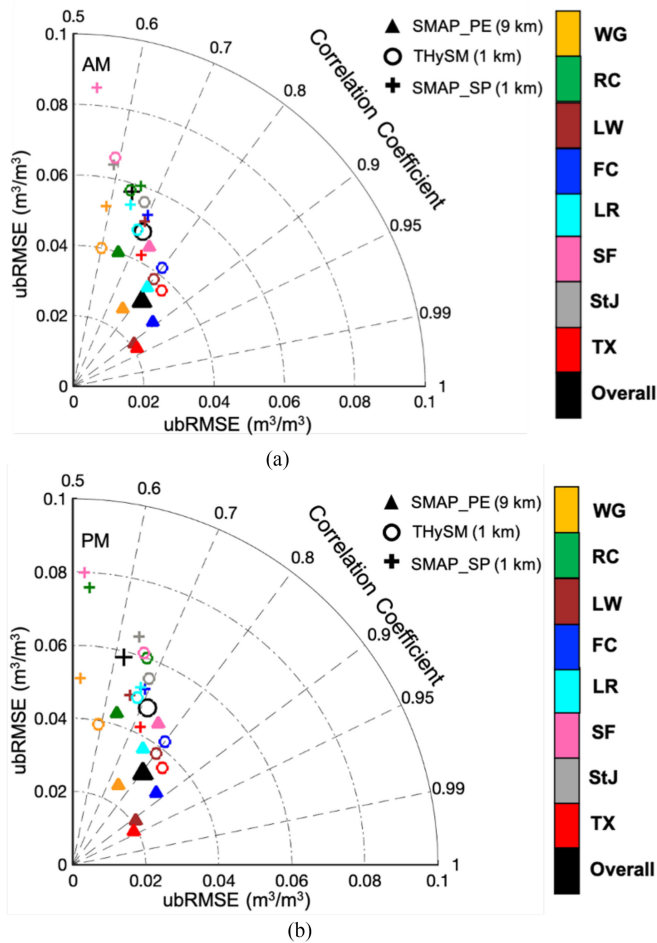 0.5
0.6
0.7
0.8
0.9
0.95
0.99
1
0.1
0.08
0.06
0.04
0.02
0
AM
ubRMSE (m³/m³)
Correlation Coefficient
SMAP_PE (9 km)
THySM (1 km)
SMAP_SP (1 km)
0 0.02 0.04 0.06 0.08 0.1
ubRMSE (m³/m³)
WG
RC
LW
FC
LR
SF
StJ
TX
Overall
(a)
0.5
0.6
0.7
0.8
0.9
0.95
0.99
1
0.1
0.08
0.06
0.04
0.02
0
PM
ubRMSE (m³/m³)
Correlation Coefficient
SMAP_PE (9 km)
THySM (1 km)
SMAP_SP (1 km)
0 0.02 0.04 0.06 0.08 0.1
ubRMSE (m³/m³)
WG
RC
LW
FC
LR
SF
StJ
TX
Overall
(b)